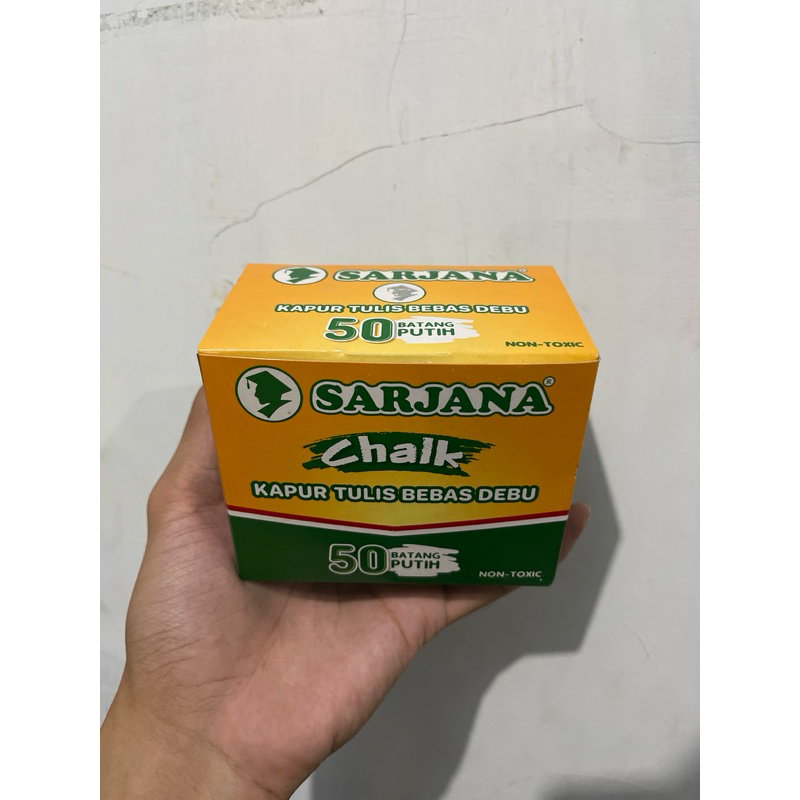 SARJANA®
KAPUR TULIS BEBAS DEBU
50 BATANG PUTIH
NON-TOXIC
SARJANA®
Chalk
KAPUR TULIS BEBAS DEBU
50 BATANG PUTIH
NON-TOXIC